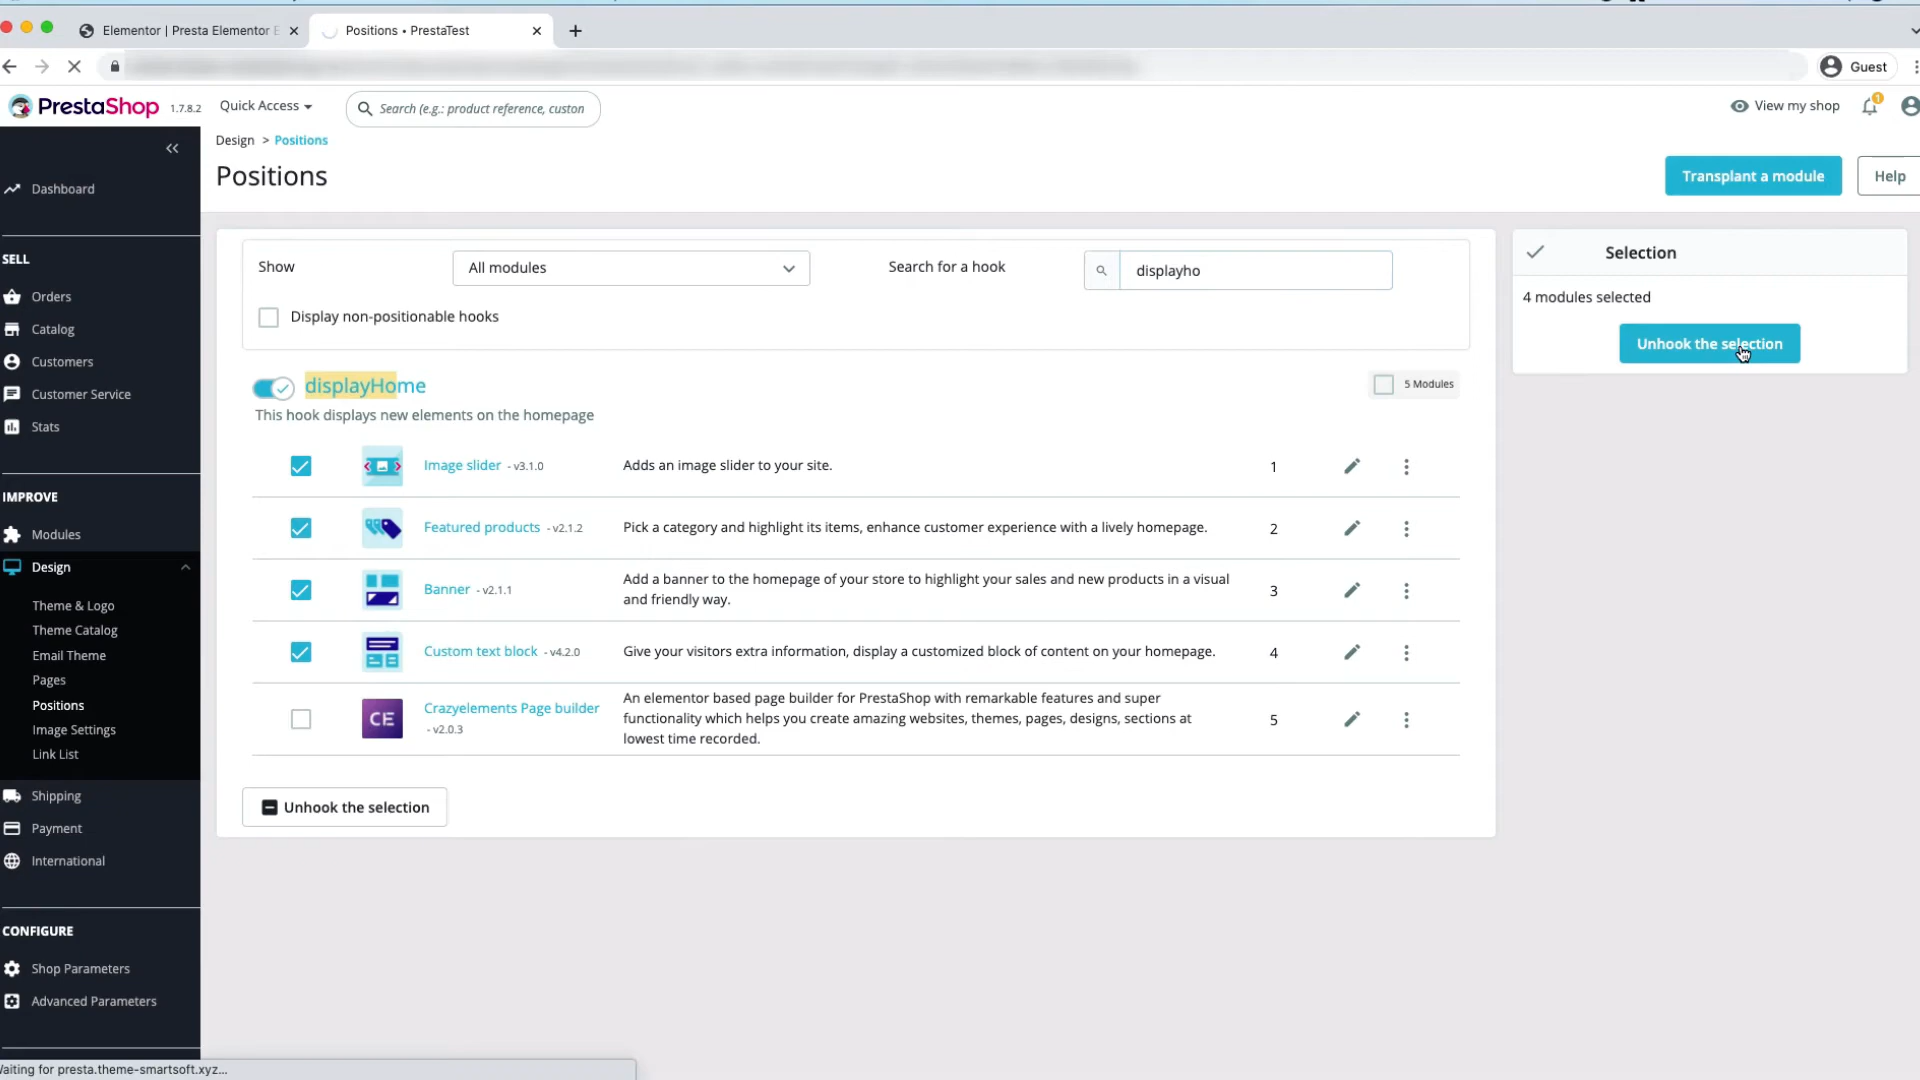 Elementor | Presta Elementor E
Positions • PrestaTest
Guest
PrestaShop 1.7.8.2
Quick Access
Search (e.g.: product reference, custon
View my shop
1
Design > Positions
Positions
Transplant a module
Help
Dashboard
SELL
Orders
Catalog
Customers
Customer Service
Stats
IMPROVE
Modules
Design
Theme & Logo
Theme Catalog
Email Theme
Pages
Positions
Image Settings
Link List
Shipping
Payment
International
CONFIGURE
Shop Parameters
Advanced Parameters
Show
All modules
Search for a hook
displayho
Display non-positionable hooks
displayHome
5 Modules
This hook displays new elements on the homepage
Image slider - v3.1.0
Adds an image slider to your site.
1
Featured products - v2.1.2
Pick a category and highlight its items, enhance customer experience with a lively homepage.
2
Banner - v2.1.1
Add a banner to the homepage of your store to highlight your sales and new products in a visual
and friendly way.
3
Custom text block - v4.2.0
Give your visitors extra information, display a customized block of content on your homepage.
4
CE
Crazyelements Page builder
- v2.0.3
An elementor based page builder for PrestaShop with remarkable features and super
functionality which helps you create amazing websites, themes, pages, designs, sections at
lowest time recorded.
5
Unhook the selection
Selection
4 modules selected
Unhook the selection
Waiting for presta.theme-smartsoft.xyz...